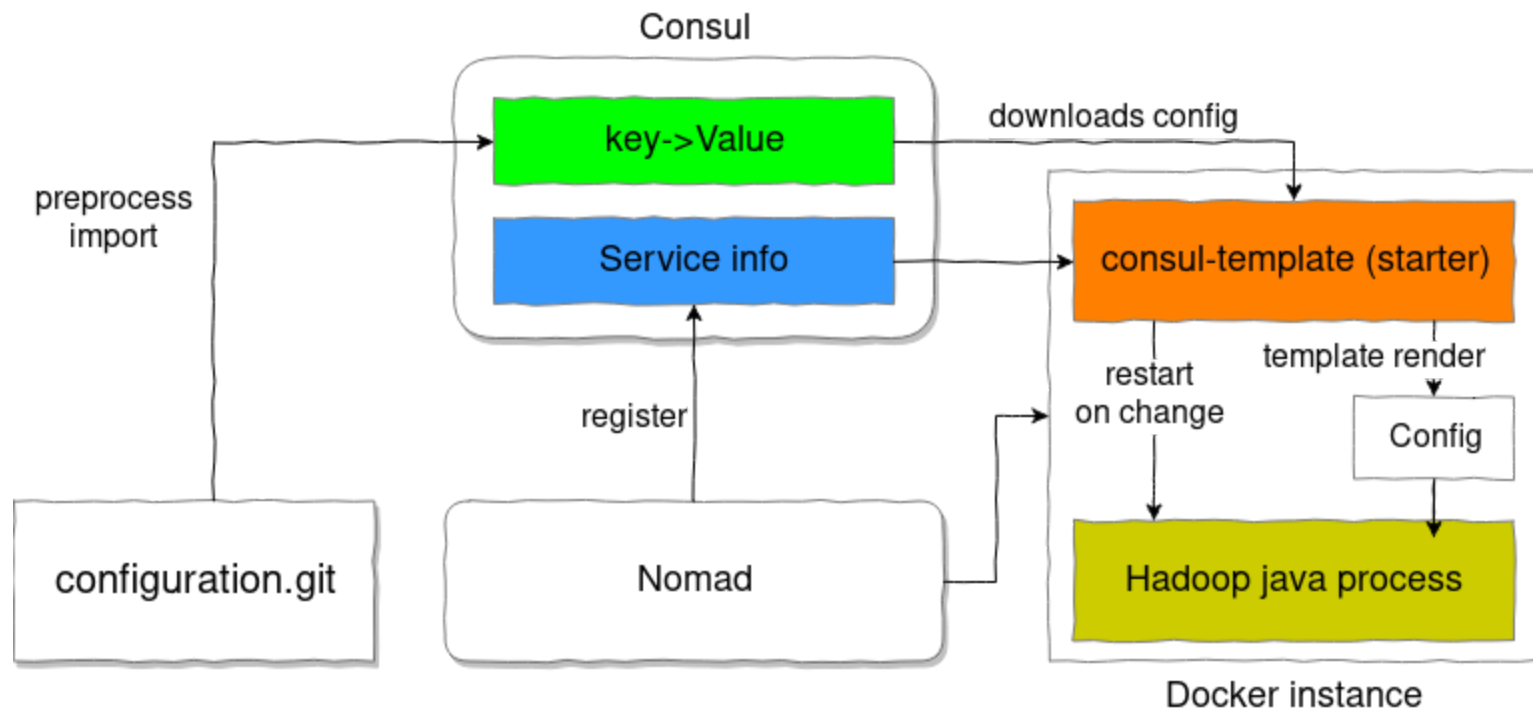 Consul
key->Value
downloads config
preprocess
import
Service info
consul-template (starter)
restart
on change
template render
register
Config
configuration.git
Nomad
Hadoop java process
Docker instance